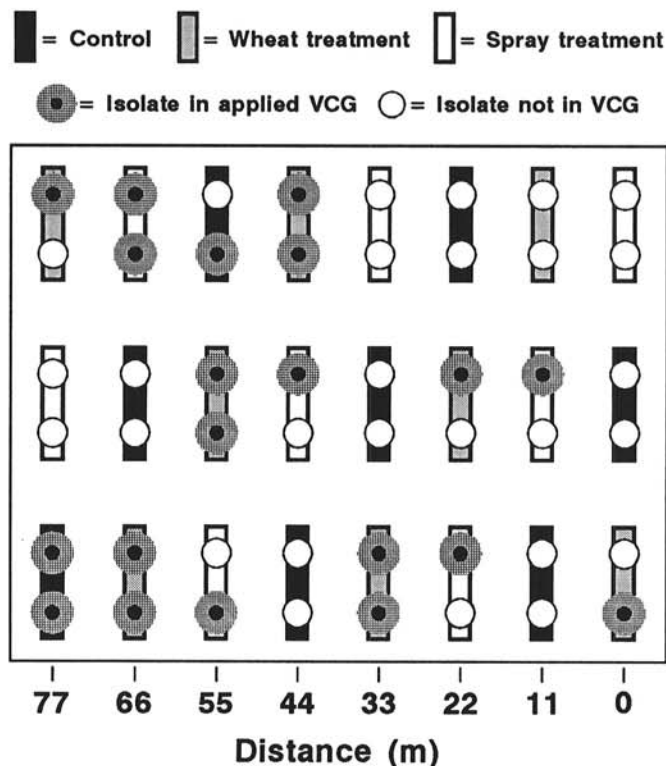 = Control = Wheat treatment = Spray treatment
= Isolate in applied VCG = Isolate not in VCG
77 66 55 44 33 22 11 0
Distance (m)